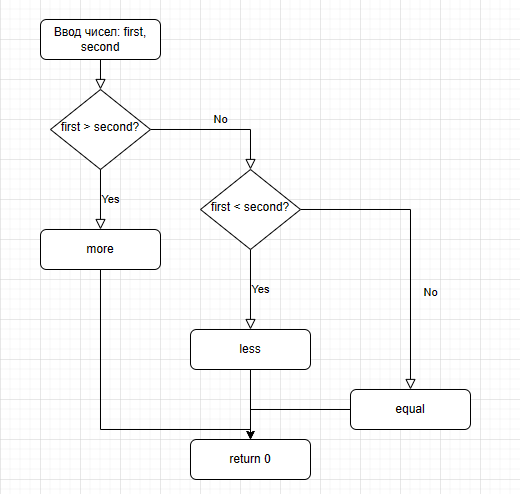 Ввод чисел: first,
second
first > second?
No
Yes
first < second?
more
Yes
No
less
equal
return 0